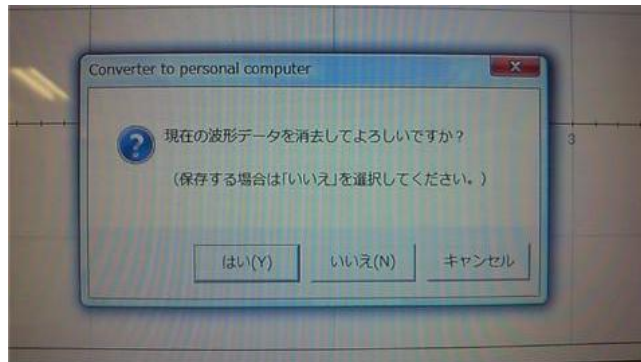 Converter to personal computer
現在の波形データを消去してよろしいですか？
（保存する場合は「いいえ」を選択してください。）
3
はい(Y)
いいえ(N)
キャンセル